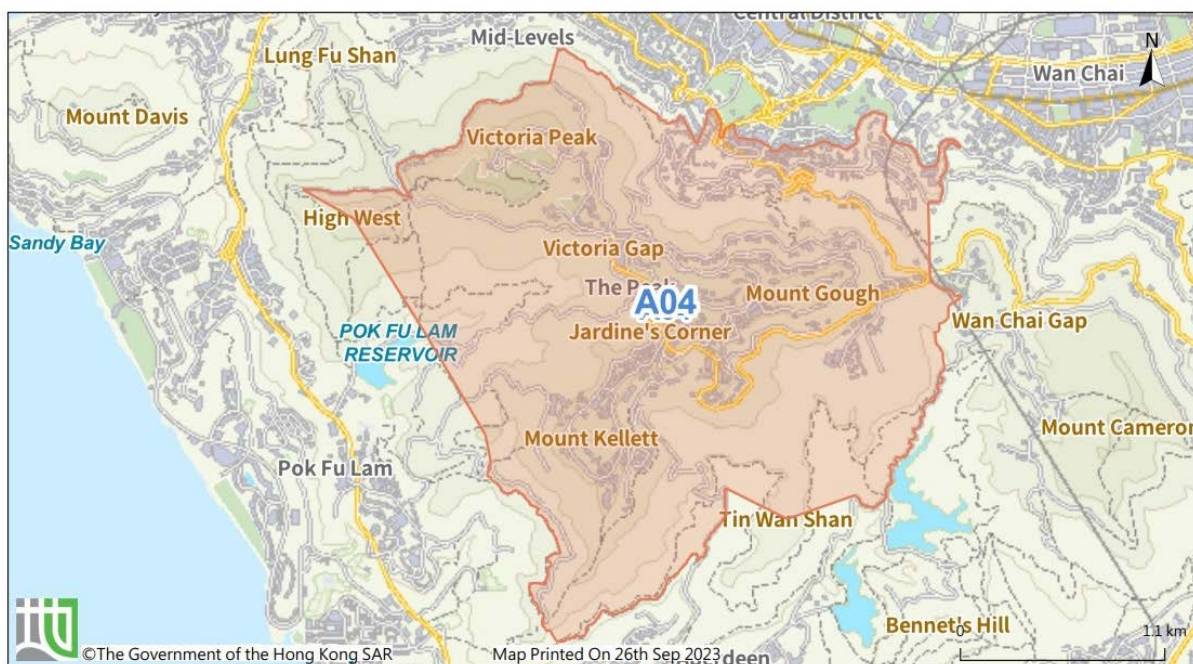 Central District
Mid-Levels
Lung Fu Shan
N
Wan Chai
Mount Davis
Victoria Peak
High West
Sandy Bay
Victoria Gap
The Peak
A04
Mount Gough
Wan Chai Gap
Jardine's Corner
POK FU LAM
RESERVOIR
Mount Cameron
Mount Kellett
Pok Fu Lam
Tin Wan Shan
Bennet's Hill
0
1.1 km
©The Government of the Hong Kong SAR
Map Printed On 26th Sep 2023